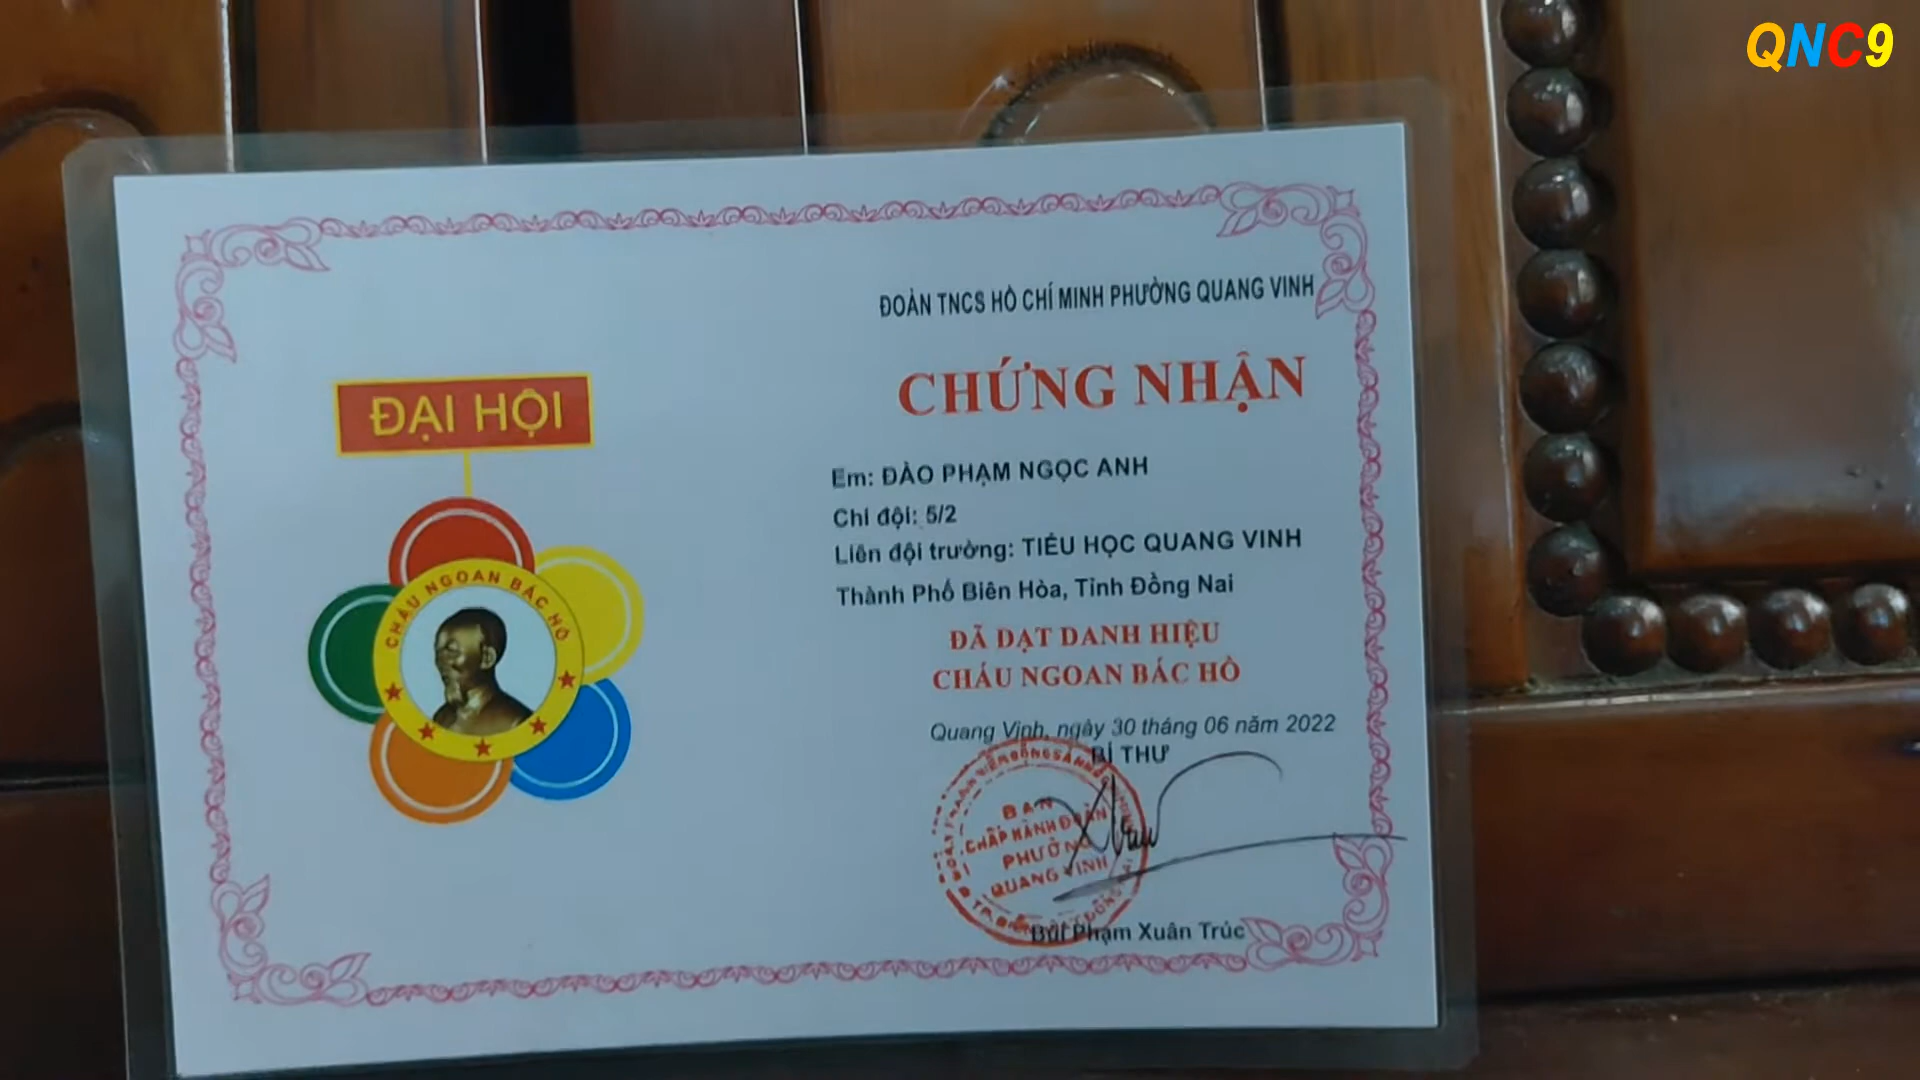 QNC9
ĐOÀN TNCS HỒ CHÍ MINH PHƯỜNG QUANG VINH
CHỨNG NHẬN
ĐẠI HỘI
CHÁU NGOAN BÁC HỒ
Em: ĐÀO PHẠM NGỌC ANH
Chi đội: 5/2
Liên đội trường: TIỂU HỌC QUANG VINH
Thành Phố Biên Hòa, Tỉnh Đồng Nai
ĐÃ DẠT DANH HIỆU
CHÁU NGOAN BÁC HỒ
Quang Vinh, ngày 30 tháng 06 năm 2022
BÍ THƯ
BAN
CHẤP HÀNH ĐOÀN
PHƯỜNG
QUANG VINH
Bùi Phạm Xuân Trúc